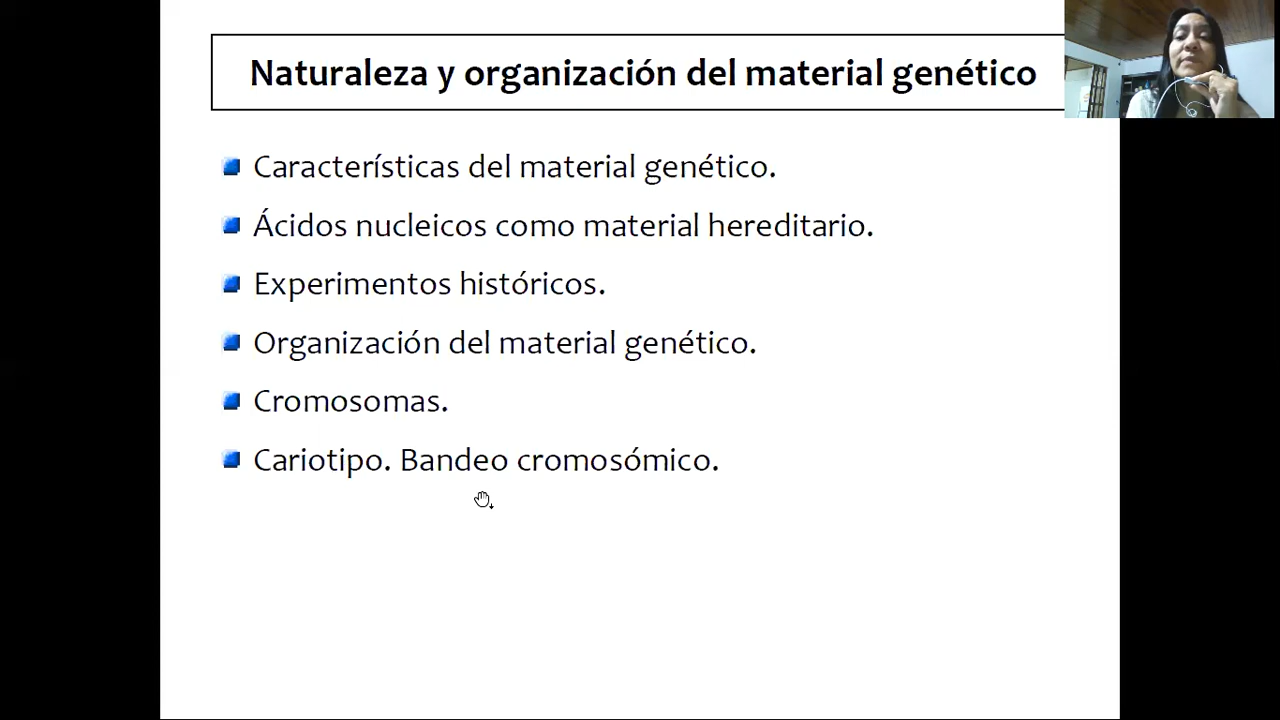 Naturaleza y organización del material genético
Características del material genético.
Ácidos nucleicos como material hereditario.
Experimentos históricos.
Organización del material genético.
Cromosomas.
Cariotipo. Bandeo cromosómico.